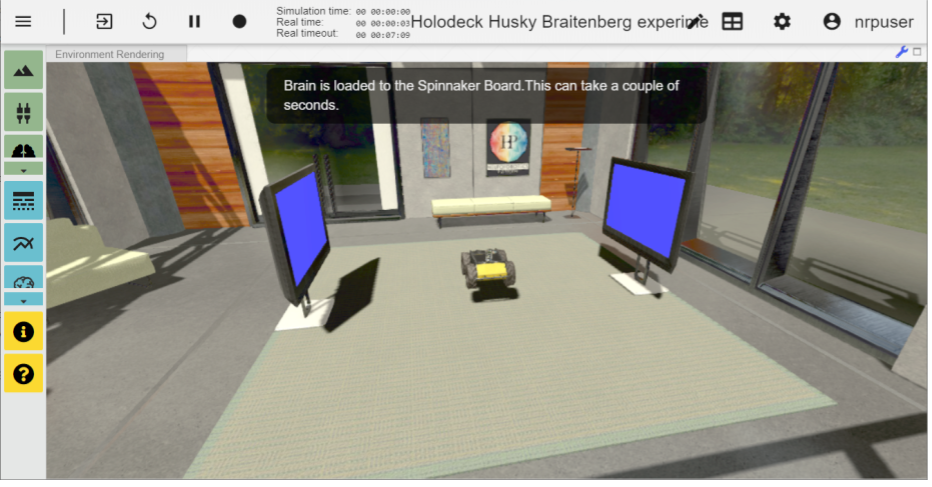 Simulation time: 00 00:00:00
Real time: 00 00:00:03
Real timeout: 00 00:07:09
Holodeck Husky Braitenberg experime
nrpuser
Environment Rendering
Brain is loaded to the Spinnaker Board.This can take a couple of
seconds.
HP